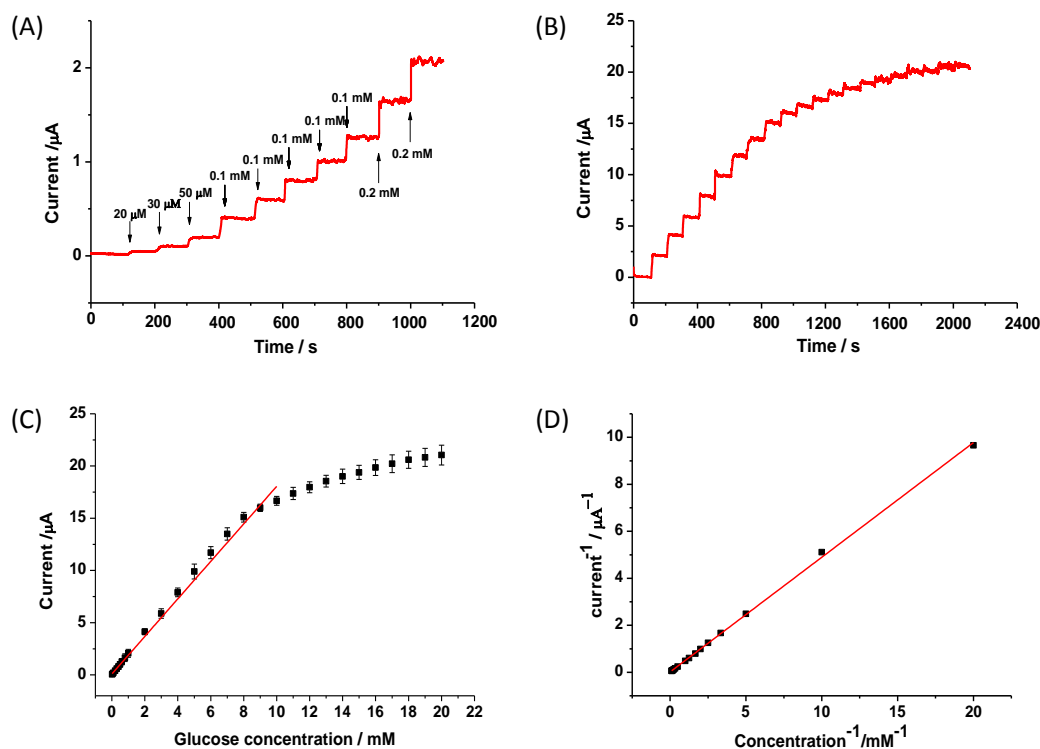 (A)
Current /μA
2
1
0
20 μM
30 μM
50 μM
0.1 mM
0.1 mM
0.1 mM
0.1 mM
0.1 mM
0.2 mM
0.2 mM
0 200 400 600 800 1000 1200
Time / s
(B)
Current /μA
25
20
15
10
5
0
0 400 800 1200 1600 2000 2400
Time / s
(C)
Current /μA
25
20
15
10
5
0
0 2 4 6 8 10 12 14 16 18 20 22
Glucose concentration / mM
(D)
current⁻¹ / μA⁻¹
10
8
6
4
2
0
0 5 10 15 20
Concentration⁻¹/mM⁻¹